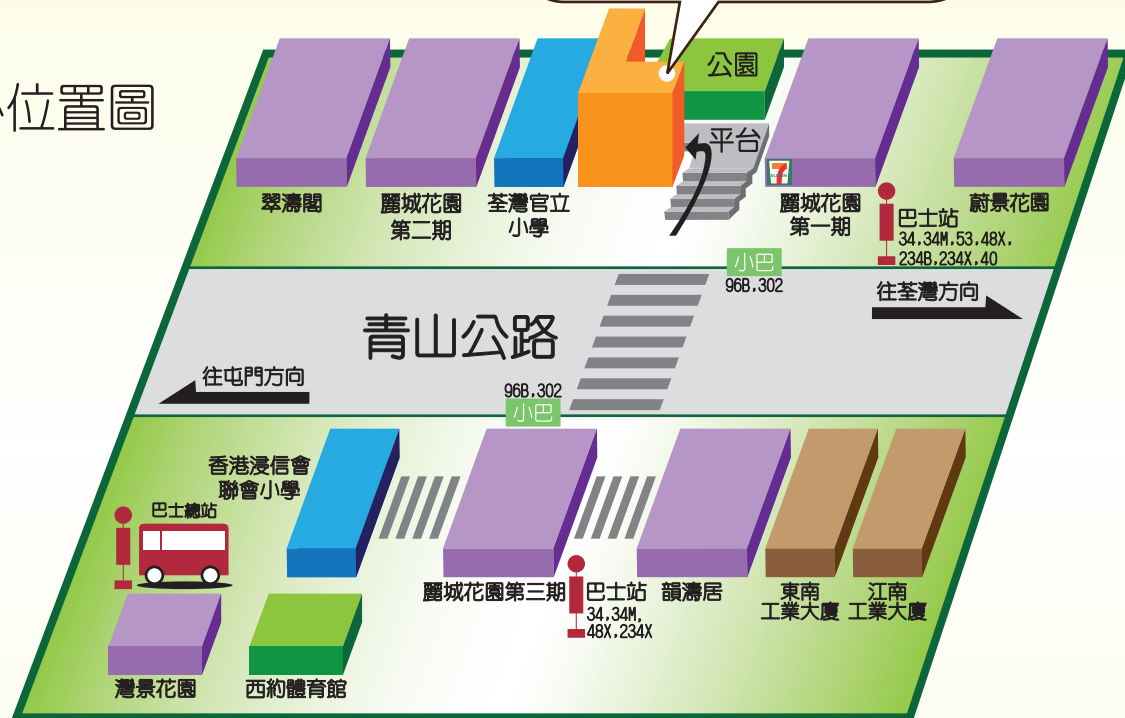 位置圖
公園
平台
翠濤閣
麗城花園
第二期
荃灣官立
小學
7
ELEVEN
麗城花園
第一期
巴士站
34.34M.53.48X.
234B.234X.40
蔚景花園
小巴
96B.302
往荃灣方向
青山公路
往屯門方向
96B.302
小巴
香港浸信會
聯會小學
巴士總站
麗城花園第三期
巴士站
34.34M.
48X.234X
韻濤居
東南
工業大廈
江南
工業大廈
灣景花園
西約體育館